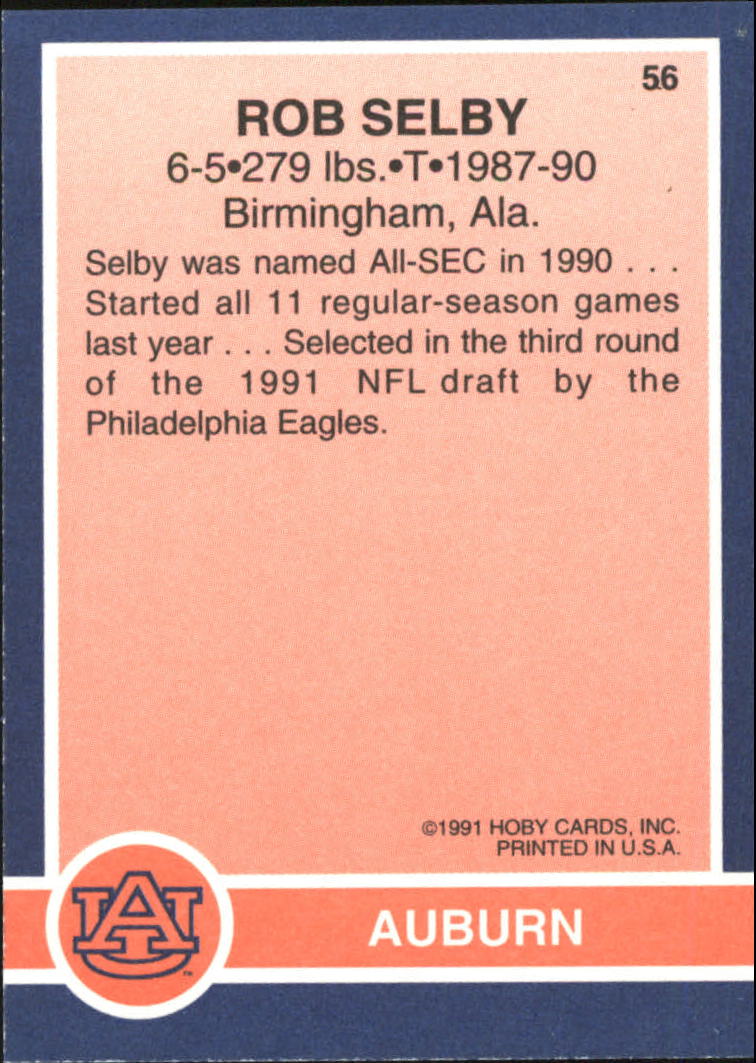 56
ROB SELBY
6-5•279 lbs.•T•1987-90
Birmingham, Ala.
Selby was named All-SEC in 1990 . . .
Started all 11 regular-season games
last year . . . Selected in the third round
of the 1991 NFL draft by the
Philadelphia Eagles.
©1991 HOBY CARDS, INC.
PRINTED IN U.S.A.
AU
TM
AUBURN